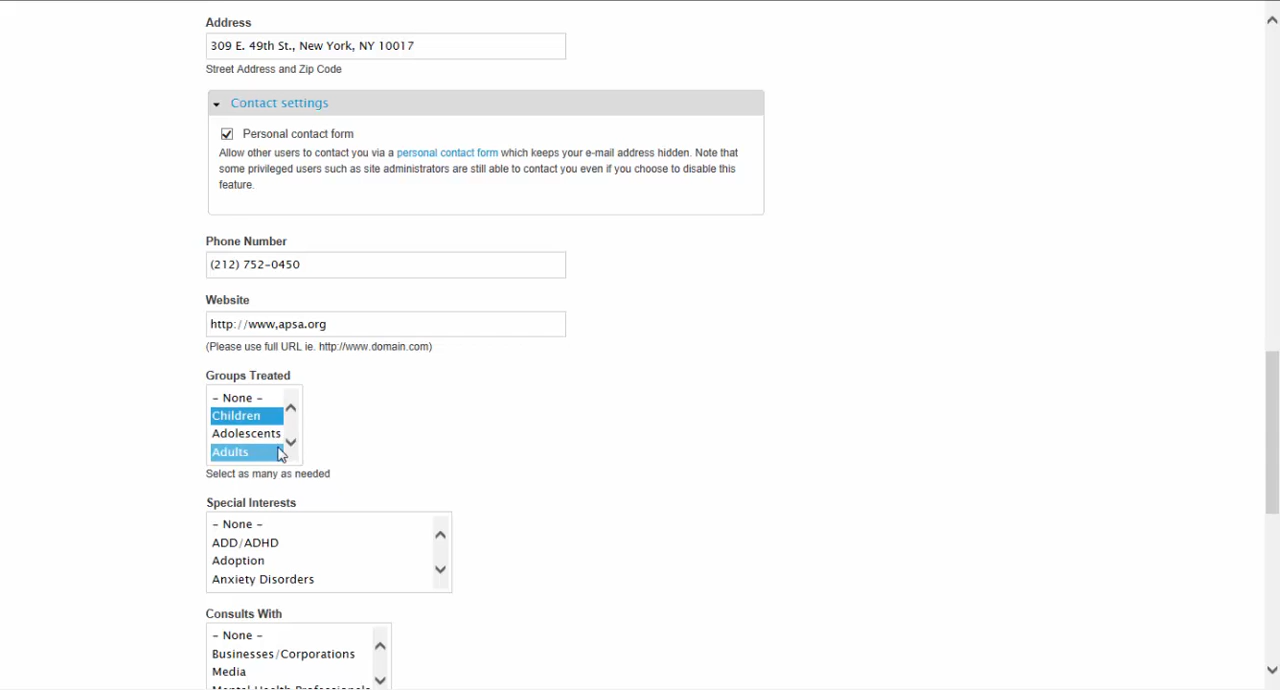 Address
309 E. 49th St., New York, NY 10017
Street Address and Zip Code
Contact settings
Personal contact form
Allow other users to contact you via a personal contact form which keeps your e-mail address hidden. Note that
some privileged users such as site administrators are still able to contact you even if you choose to disable this
feature.
Phone Number
(212) 752-0450
Website
http://www,apsa.org
(Please use full URL ie. http://www.domain.com)
Groups Treated
- None -
Children
Adolescents
Adults
Select as many as needed
Special Interests
- None -
ADD/ADHD
Adoption
Anxiety Disorders
Consults With
- None -
Businesses/Corporations
Media
Mental Health Professionals